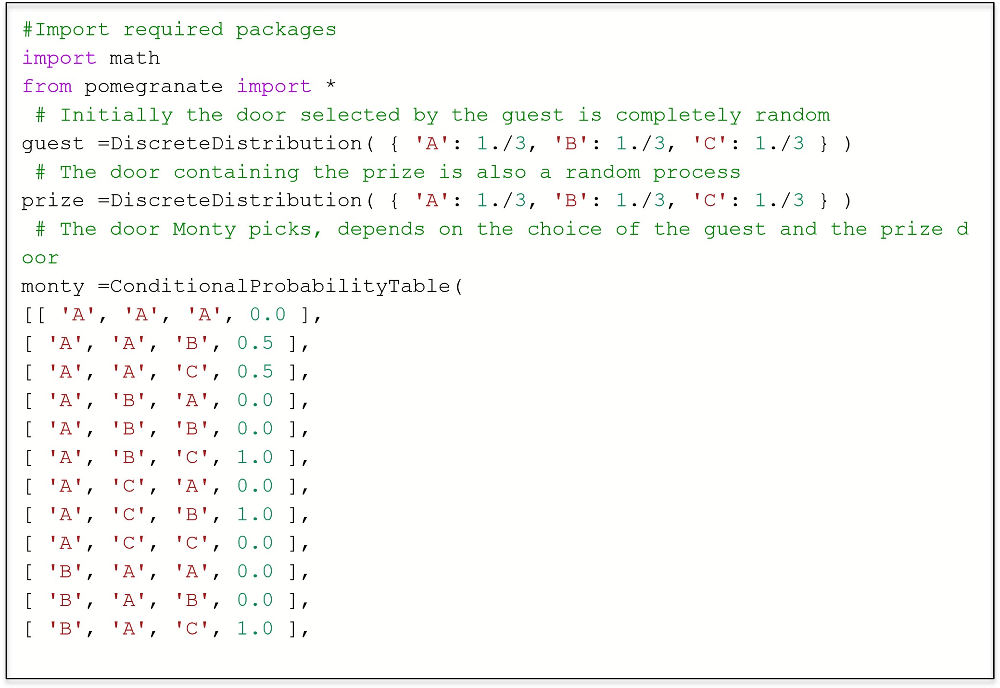 #Import required packages
import math
from pomegranate import *
# Initially the door selected by the guest is completely random
guest =DiscreteDistribution( { 'A': 1./3, 'B': 1./3, 'C': 1./3 } )
# The door containing the prize is also a random process
prize =DiscreteDistribution( { 'A': 1./3, 'B': 1./3, 'C': 1./3 } )
# The door Monty picks, depends on the choice of the guest and the prize d
oor
monty =ConditionalProbabilityTable(
[[ 'A', 'A', 'A', 0.0 ],
[ 'A', 'A', 'B', 0.5 ],
[ 'A', 'A', 'C', 0.5 ],
[ 'A', 'B', 'A', 0.0 ],
[ 'A', 'B', 'B', 0.0 ],
[ 'A', 'B', 'C', 1.0 ],
[ 'A', 'C', 'A', 0.0 ],
[ 'A', 'C', 'B', 1.0 ],
[ 'A', 'C', 'C', 0.0 ],
[ 'B', 'A', 'A', 0.0 ],
[ 'B', 'A', 'B', 0.0 ],
[ 'B', 'A', 'C', 1.0 ],